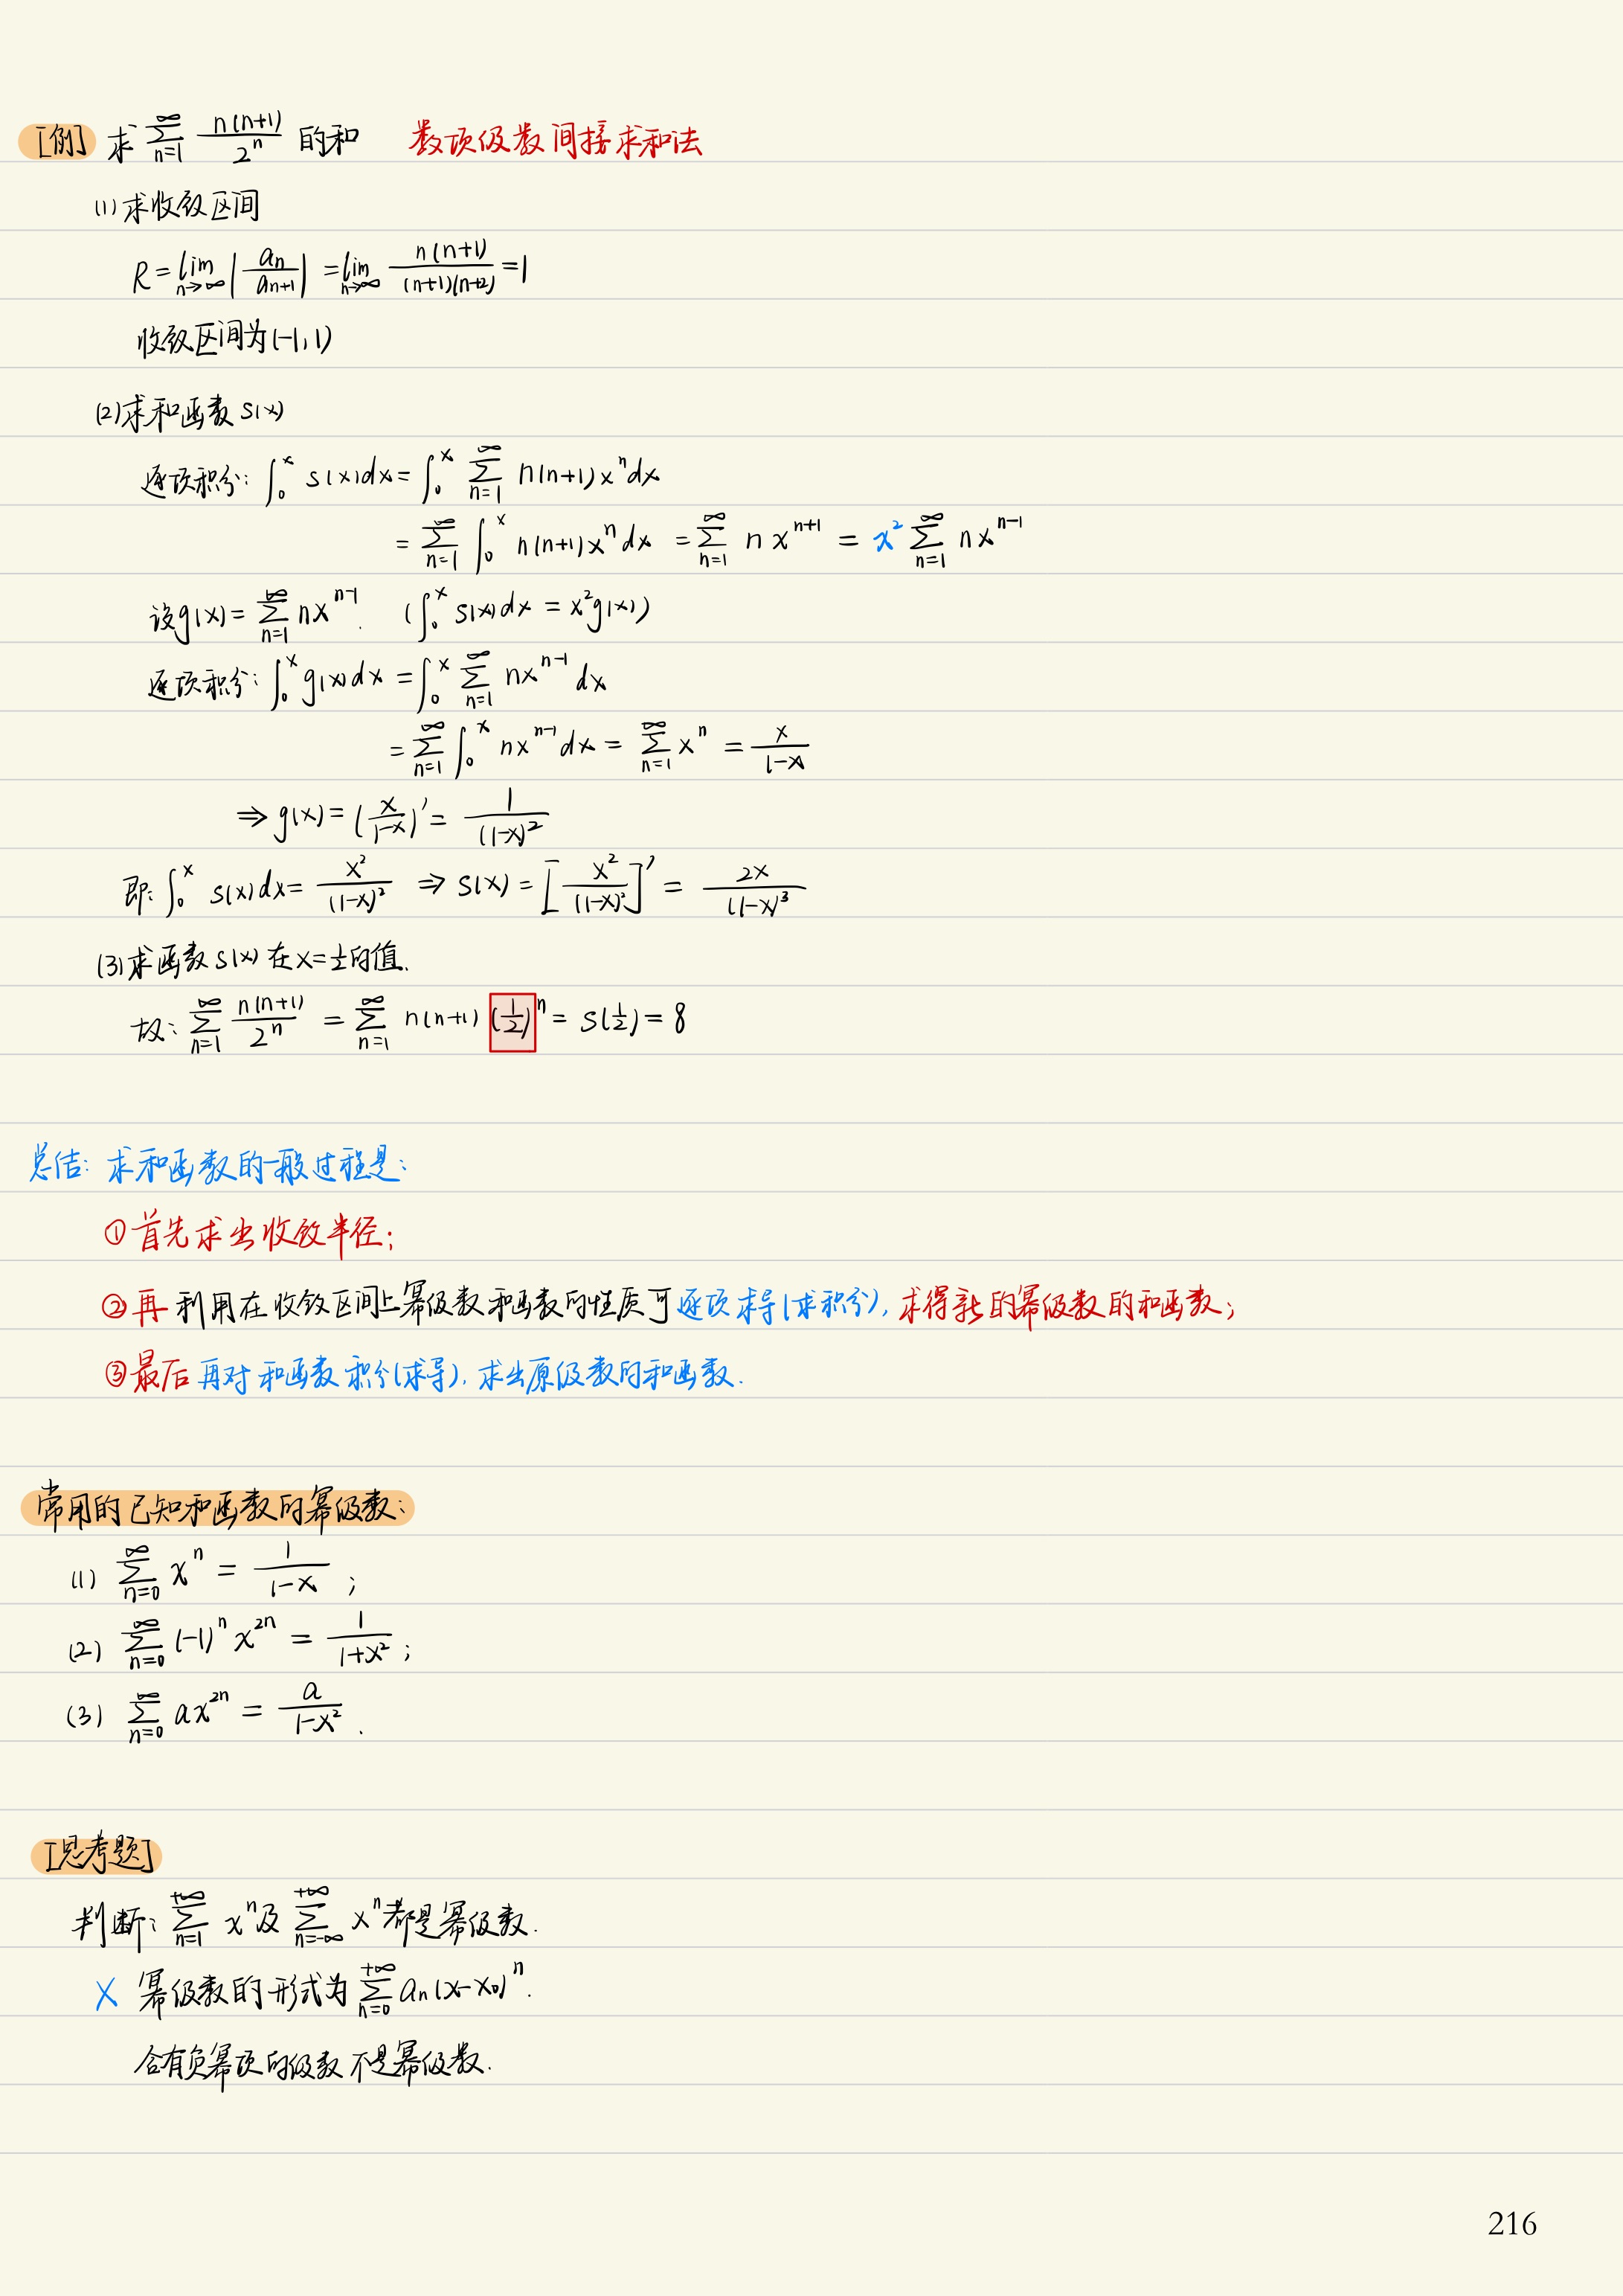 [例] 求 $\sum_{n=1}^{\infty} \frac{n(n+1)}{2^n}$ 的和 数项级数间接求和法
(1) 求收敛区间
$R = \lim_{n\to\infty} \left| \frac{a_n}{a_{n+1}} \right| = \lim_{n\to\infty} \frac{n(n+1)}{(n+1)(n+2)} = 1$
收敛区间为 (-1,1)
(2) 求和函数 S(x)
逐项积分: $\int_0^x S(x)dx = \int_0^x \sum_{n=1}^{\infty} n(n+1)x^n dx$
$= \sum_{n=1}^{\infty} \int_0^x n(n+1)x^n dx = \sum_{n=1}^{\infty} n x^{n+1} = x^2 \sum_{n=1}^{\infty} n x^{n-1}$
设 $g(x) = \sum_{n=1}^{\infty} n x^{n-1}$. $(\int_0^x S(x)dx = x^2 g(x))$
逐项积分: $\int_0^x g(x)dx = \int_0^x \sum_{n=1}^{\infty} n x^{n-1} dx$
$= \sum_{n=1}^{\infty} \int_0^x n x^{n-1} dx = \sum_{n=1}^{\infty} x^n = \frac{x}{1-x}$
$\Rightarrow g(x) = (\frac{x}{1-x})' = \frac{1}{(1-x)^2}$
即: $\int_0^x S(x)dx = \frac{x^2}{(1-x)^2} \Rightarrow S(x) = \left[ \frac{x^2}{(1-x)^2} \right]' = \frac{2x}{(1-x)^3}$
(3) 求函数 S(x) 在 $x=\frac{1}{2}$ 的值.
故: $\sum_{n=1}^{\infty} \frac{n(n+1)}{2^n} = \sum_{n=1}^{\infty} n(n+1) (\frac{1}{2})^n = S(\frac{1}{2}) = 8$
总结: 求和函数的一般过程是:
① 首先求出收敛半径;
② 再利用在收敛区间上幂级数和函数的性质可逐项求导(求积分), 求得新的幂级数的和函数;
③ 最后再对和函数积分(求导), 求出原级数的和函数.
常用的已知和函数的幂级数:
(1) $\sum_{n=0}^{\infty} x^n = \frac{1}{1-x}$ ;
(2) $\sum_{n=0}^{\infty} (-1)^n x^{2n} = \frac{1}{1+x^2}$ ;
(3) $\sum_{n=0}^{\infty} a x^{2n} = \frac{a}{1-x^2}$ .
[思考题]
判断: $\sum_{n=1}^{+\infty} x^n$ 及 $\sum_{n=-\infty}^{+\infty} x^n$ 都是幂级数.
× 幂级数的形式为 $\sum_{n=0}^{+\infty} a_n (x-x_0)^n$.
含有负幂项的级数不是幂级数.
216